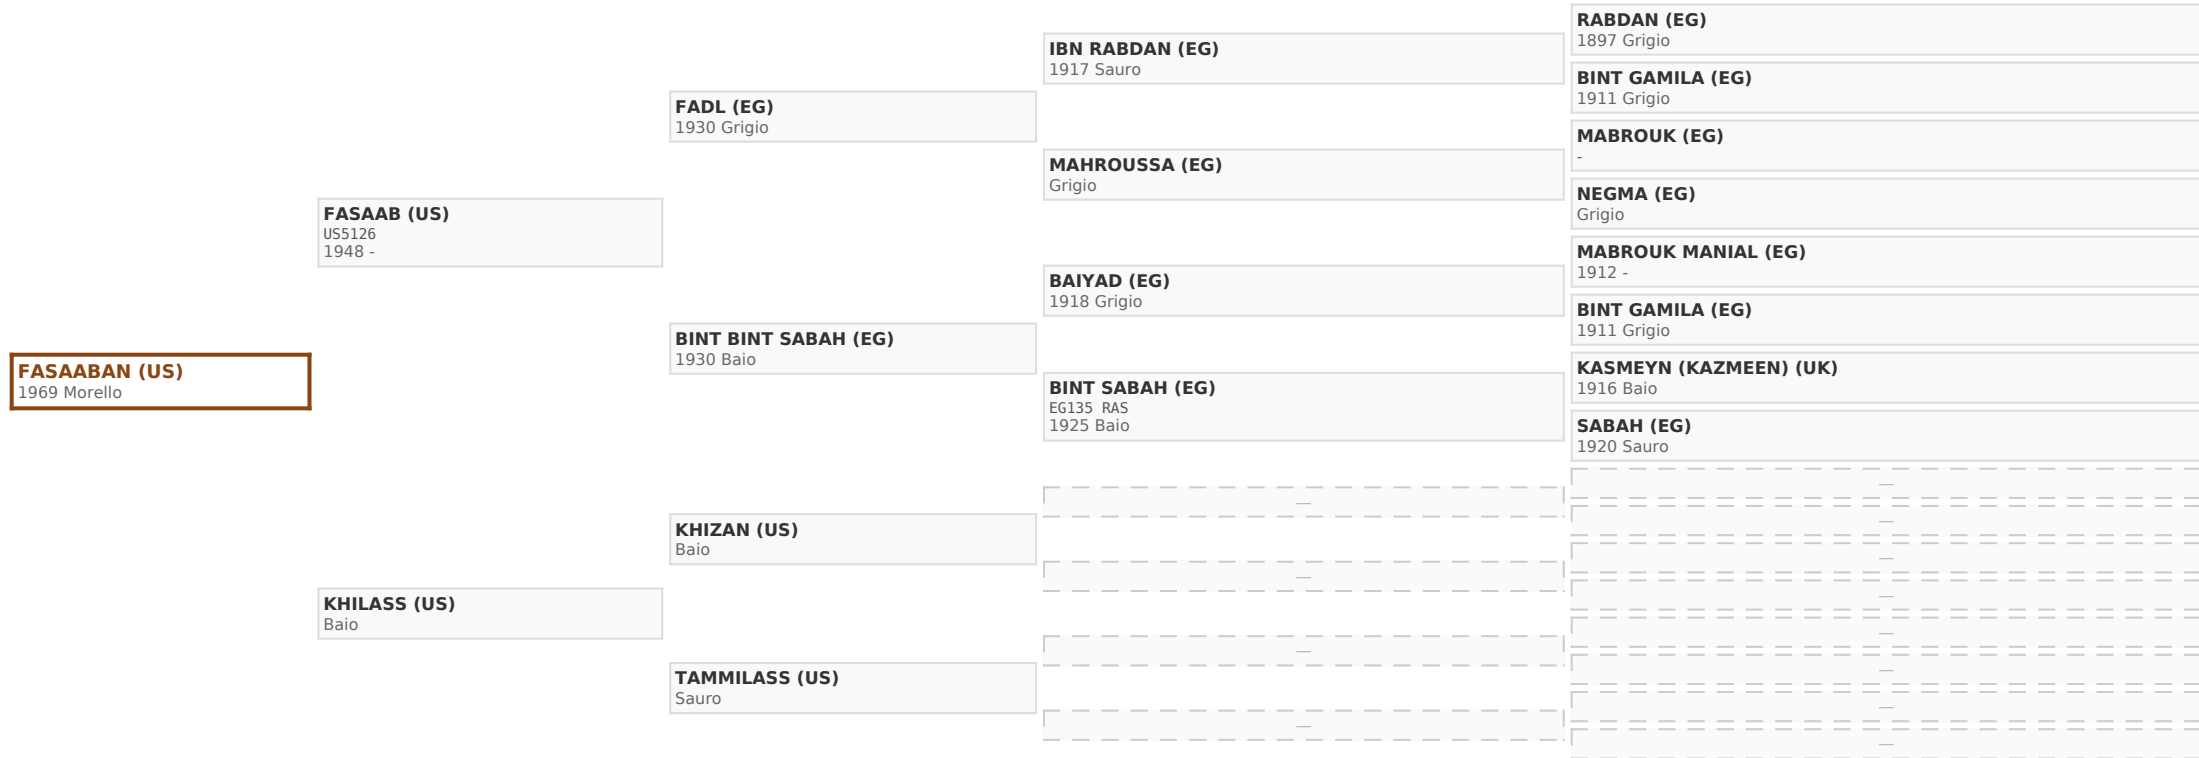 FASAABAN (US)
1969 Morello
FASAAB (US)
US5126
1948 -
KHILASS (US)
Baio
FADL (EG)
1930 Grigio
BINT BINT SABAH (EG)
1930 Baio
KHIZAN (US)
Baio
TAMMILASS (US)
Sauro
IBN RABDAN (EG)
1917 Sauro
MAHROUSSA (EG)
Grigio
BAIYAD (EG)
1918 Grigio
BINT SABAH (EG)
EG135 RAS
1925 Baio
—
—
—
—
RABDAN (EG)
1897 Grigio
BINT GAMILA (EG)
1911 Grigio
MABROUK (EG)
-
NEGMA (EG)
Grigio
MABROUK MANIAL (EG)
1912 -
BINT GAMILA (EG)
1911 Grigio
KASMEYN (KAZMEEN) (UK)
1916 Baio
SABAH (EG)
1920 Sauro
—
—
—
—
—
—
—
—